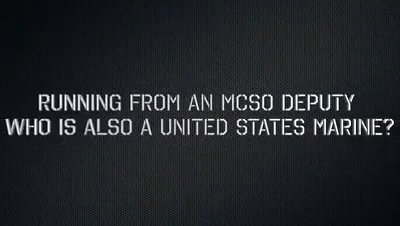 RUNNING FROM AN MCSO DEPUTY
WHO IS ALSO A UNITED STATES MARINE?